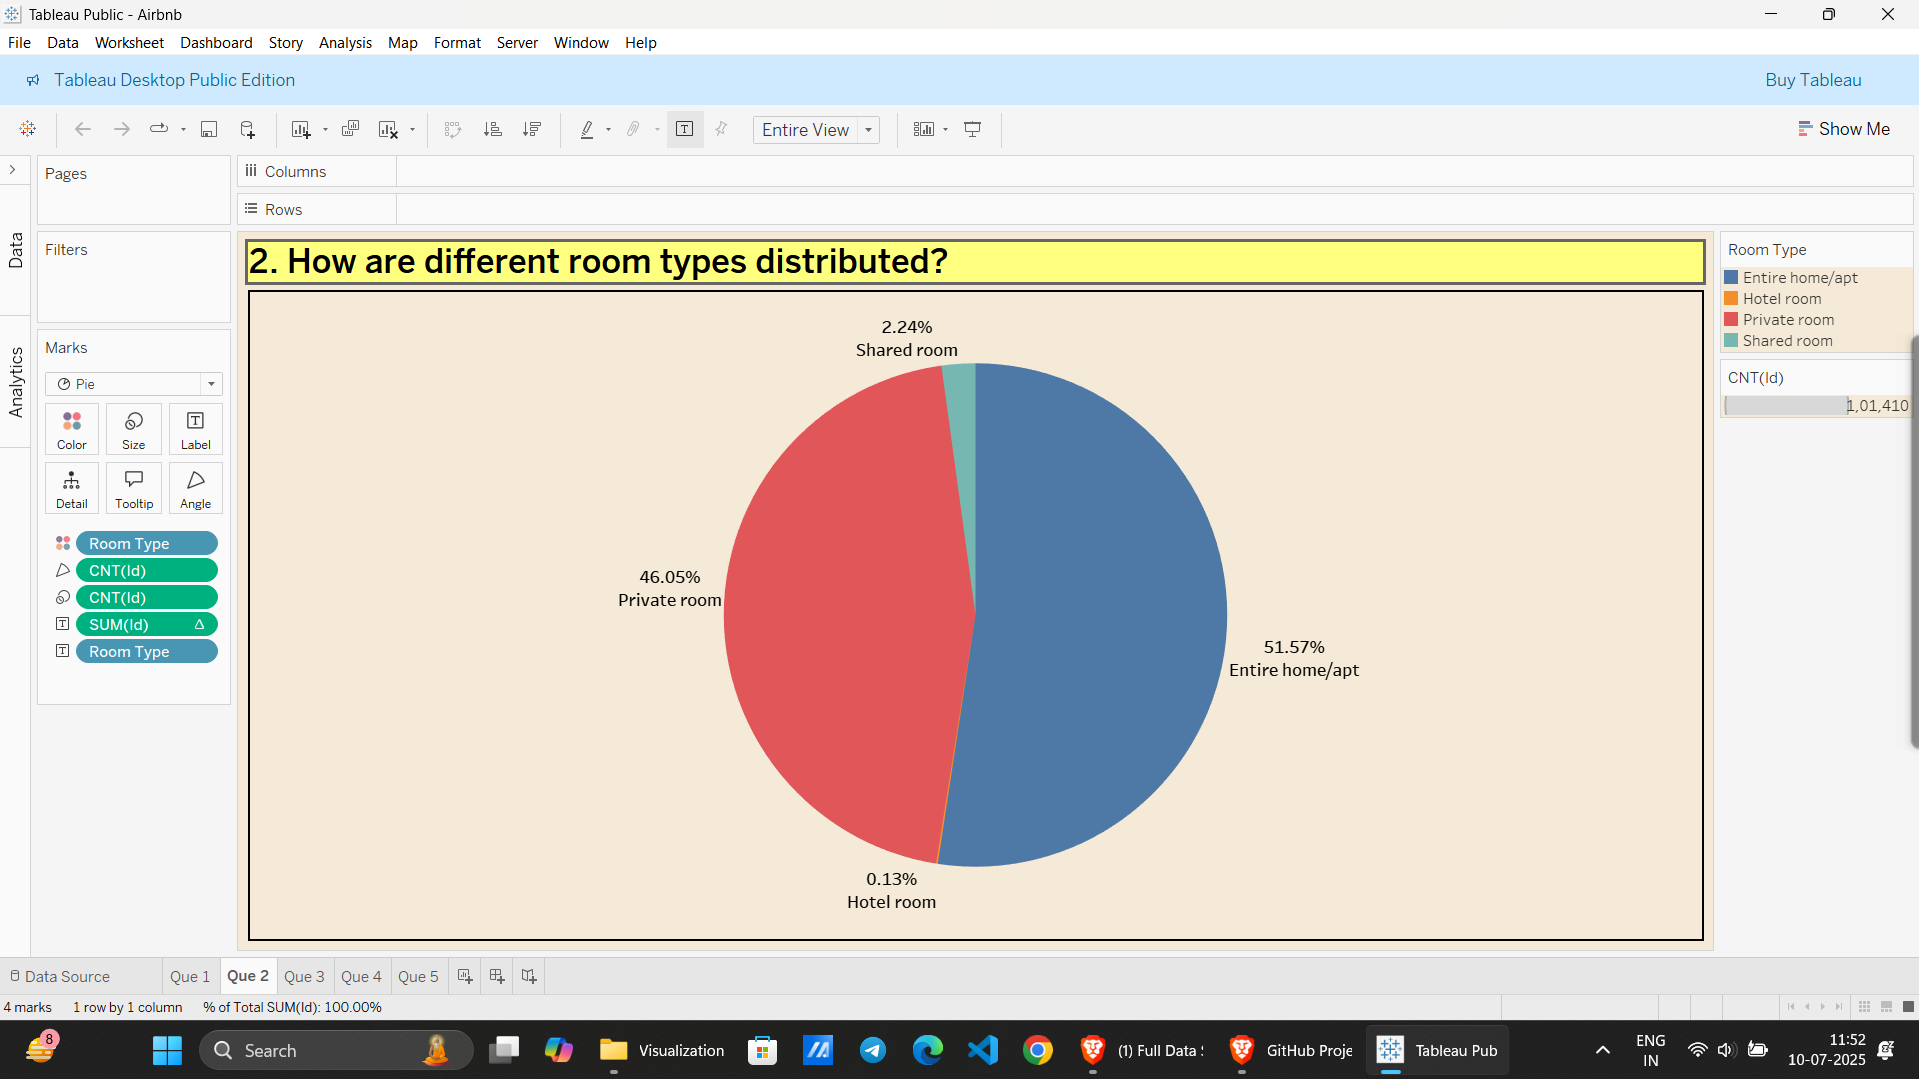 Tableau Public - Airbnb
File Data Worksheet Dashboard Story Analysis Map Format Server Window Help
Tableau Desktop Public Edition
Buy Tableau
Entire View
Show Me
Pages
Columns
Rows
Data
Analytics
Filters
Marks
Pie
Color
Size
Label
Detail
Tooltip
Angle
Room Type
CNT(Id)
CNT(Id)
SUM(Id)
Room Type
2. How are different room types distributed?
2.24%
Shared room
46.05%
Private room
51.57%
Entire home/apt
0.13%
Hotel room
Room Type
Entire home/apt
Hotel room
Private room
Shared room
CNT(Id)
1,01,410
Data Source
Que 1
Que 2
Que 3
Que 4
Que 5
4 marks 1 row by 1 column % of Total SUM(Id): 100.00%
8
Search
Visualization
(1) Full Data
GitHub Proje
Tableau Pub
ENG
IN
11:52
10-07-2025